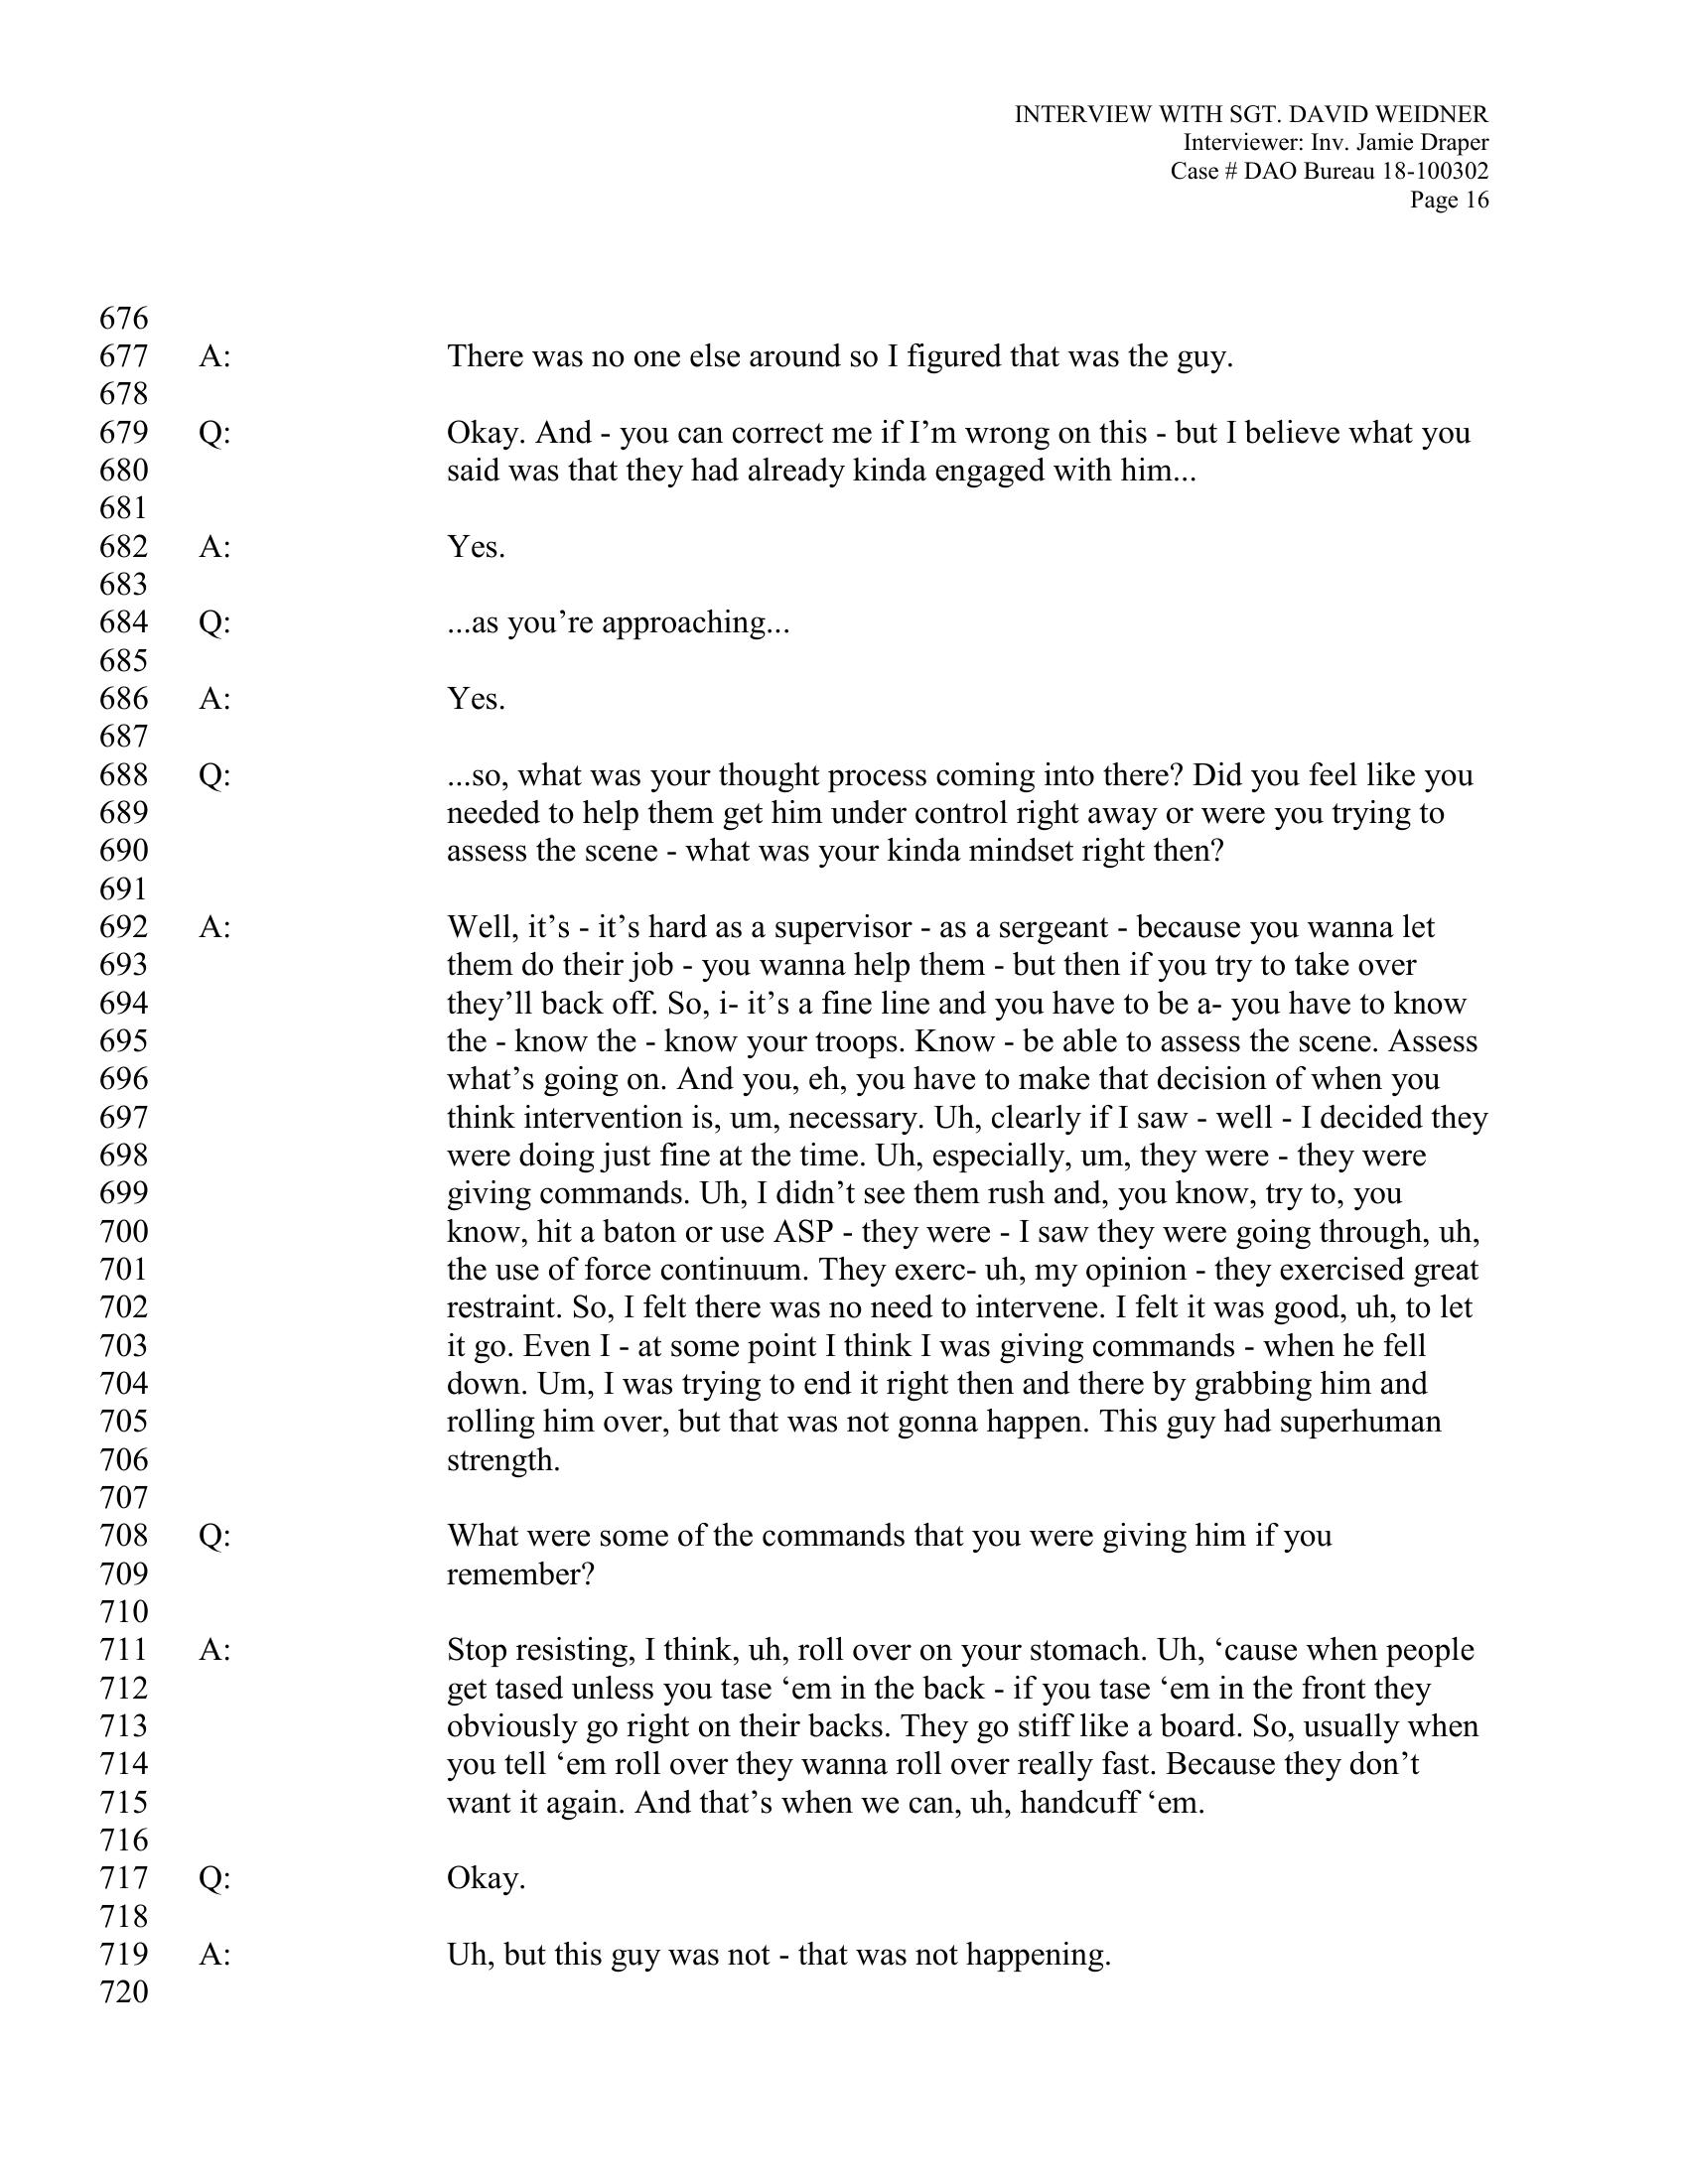 INTERVIEW WITH SGT. DAVID WEIDNER
Interviewer: Inv. Jamie Draper
Case # DAO Bureau 18-100302
Page 16
676
677 A: There was no one else around so I figured that was the guy.
678
679 Q: Okay. And - you can correct me if I’m wrong on this - but I believe what you
680 said was that they had already kinda engaged with him...
681
682 A: Yes.
683
684 Q: ...as you’re approaching...
685
686 A: Yes.
687
688 Q: ...so, what was your thought process coming into there? Did you feel like you
689 needed to help them get him under control right away or were you trying to
690 assess the scene - what was your kinda mindset right then?
691
692 A: Well, it’s - it’s hard as a supervisor - as a sergeant - because you wanna let
693 them do their job - you wanna help them - but then if you try to take over
694 they’ll back off. So, i- it’s a fine line and you have to be a- you have to know
695 the - know the - know your troops. Know - be able to assess the scene. Assess
696 what’s going on. And you, eh, you have to make that decision of when you
697 think intervention is, um, necessary. Uh, clearly if I saw - well - I decided they
698 were doing just fine at the time. Uh, especially, um, they were - they were
699 giving commands. Uh, I didn’t see them rush and, you know, try to, you
700 know, hit a baton or use ASP - they were - I saw they were going through, uh,
701 the use of force continuum. They exerc- uh, my opinion - they exercised great
702 restraint. So, I felt there was no need to intervene. I felt it was good, uh, to let
703 it go. Even I - at some point I think I was giving commands - when he fell
704 down. Um, I was trying to end it right then and there by grabbing him and
705 rolling him over, but that was not gonna happen. This guy had superhuman
706 strength.
707
708 Q: What were some of the commands that you were giving him if you
709 remember?
710
711 A: Stop resisting, I think, uh, roll over on your stomach. Uh, ‘cause when people
712 get tased unless you tase ‘em in the back - if you tase ‘em in the front they
713 obviously go right on their backs. They go stiff like a board. So, usually when
714 you tell ‘em roll over they wanna roll over really fast. Because they don’t
715 want it again. And that’s when we can, uh, handcuff ‘em.
716
717 Q: Okay.
718
719 A: Uh, but this guy was not - that was not happening.
720